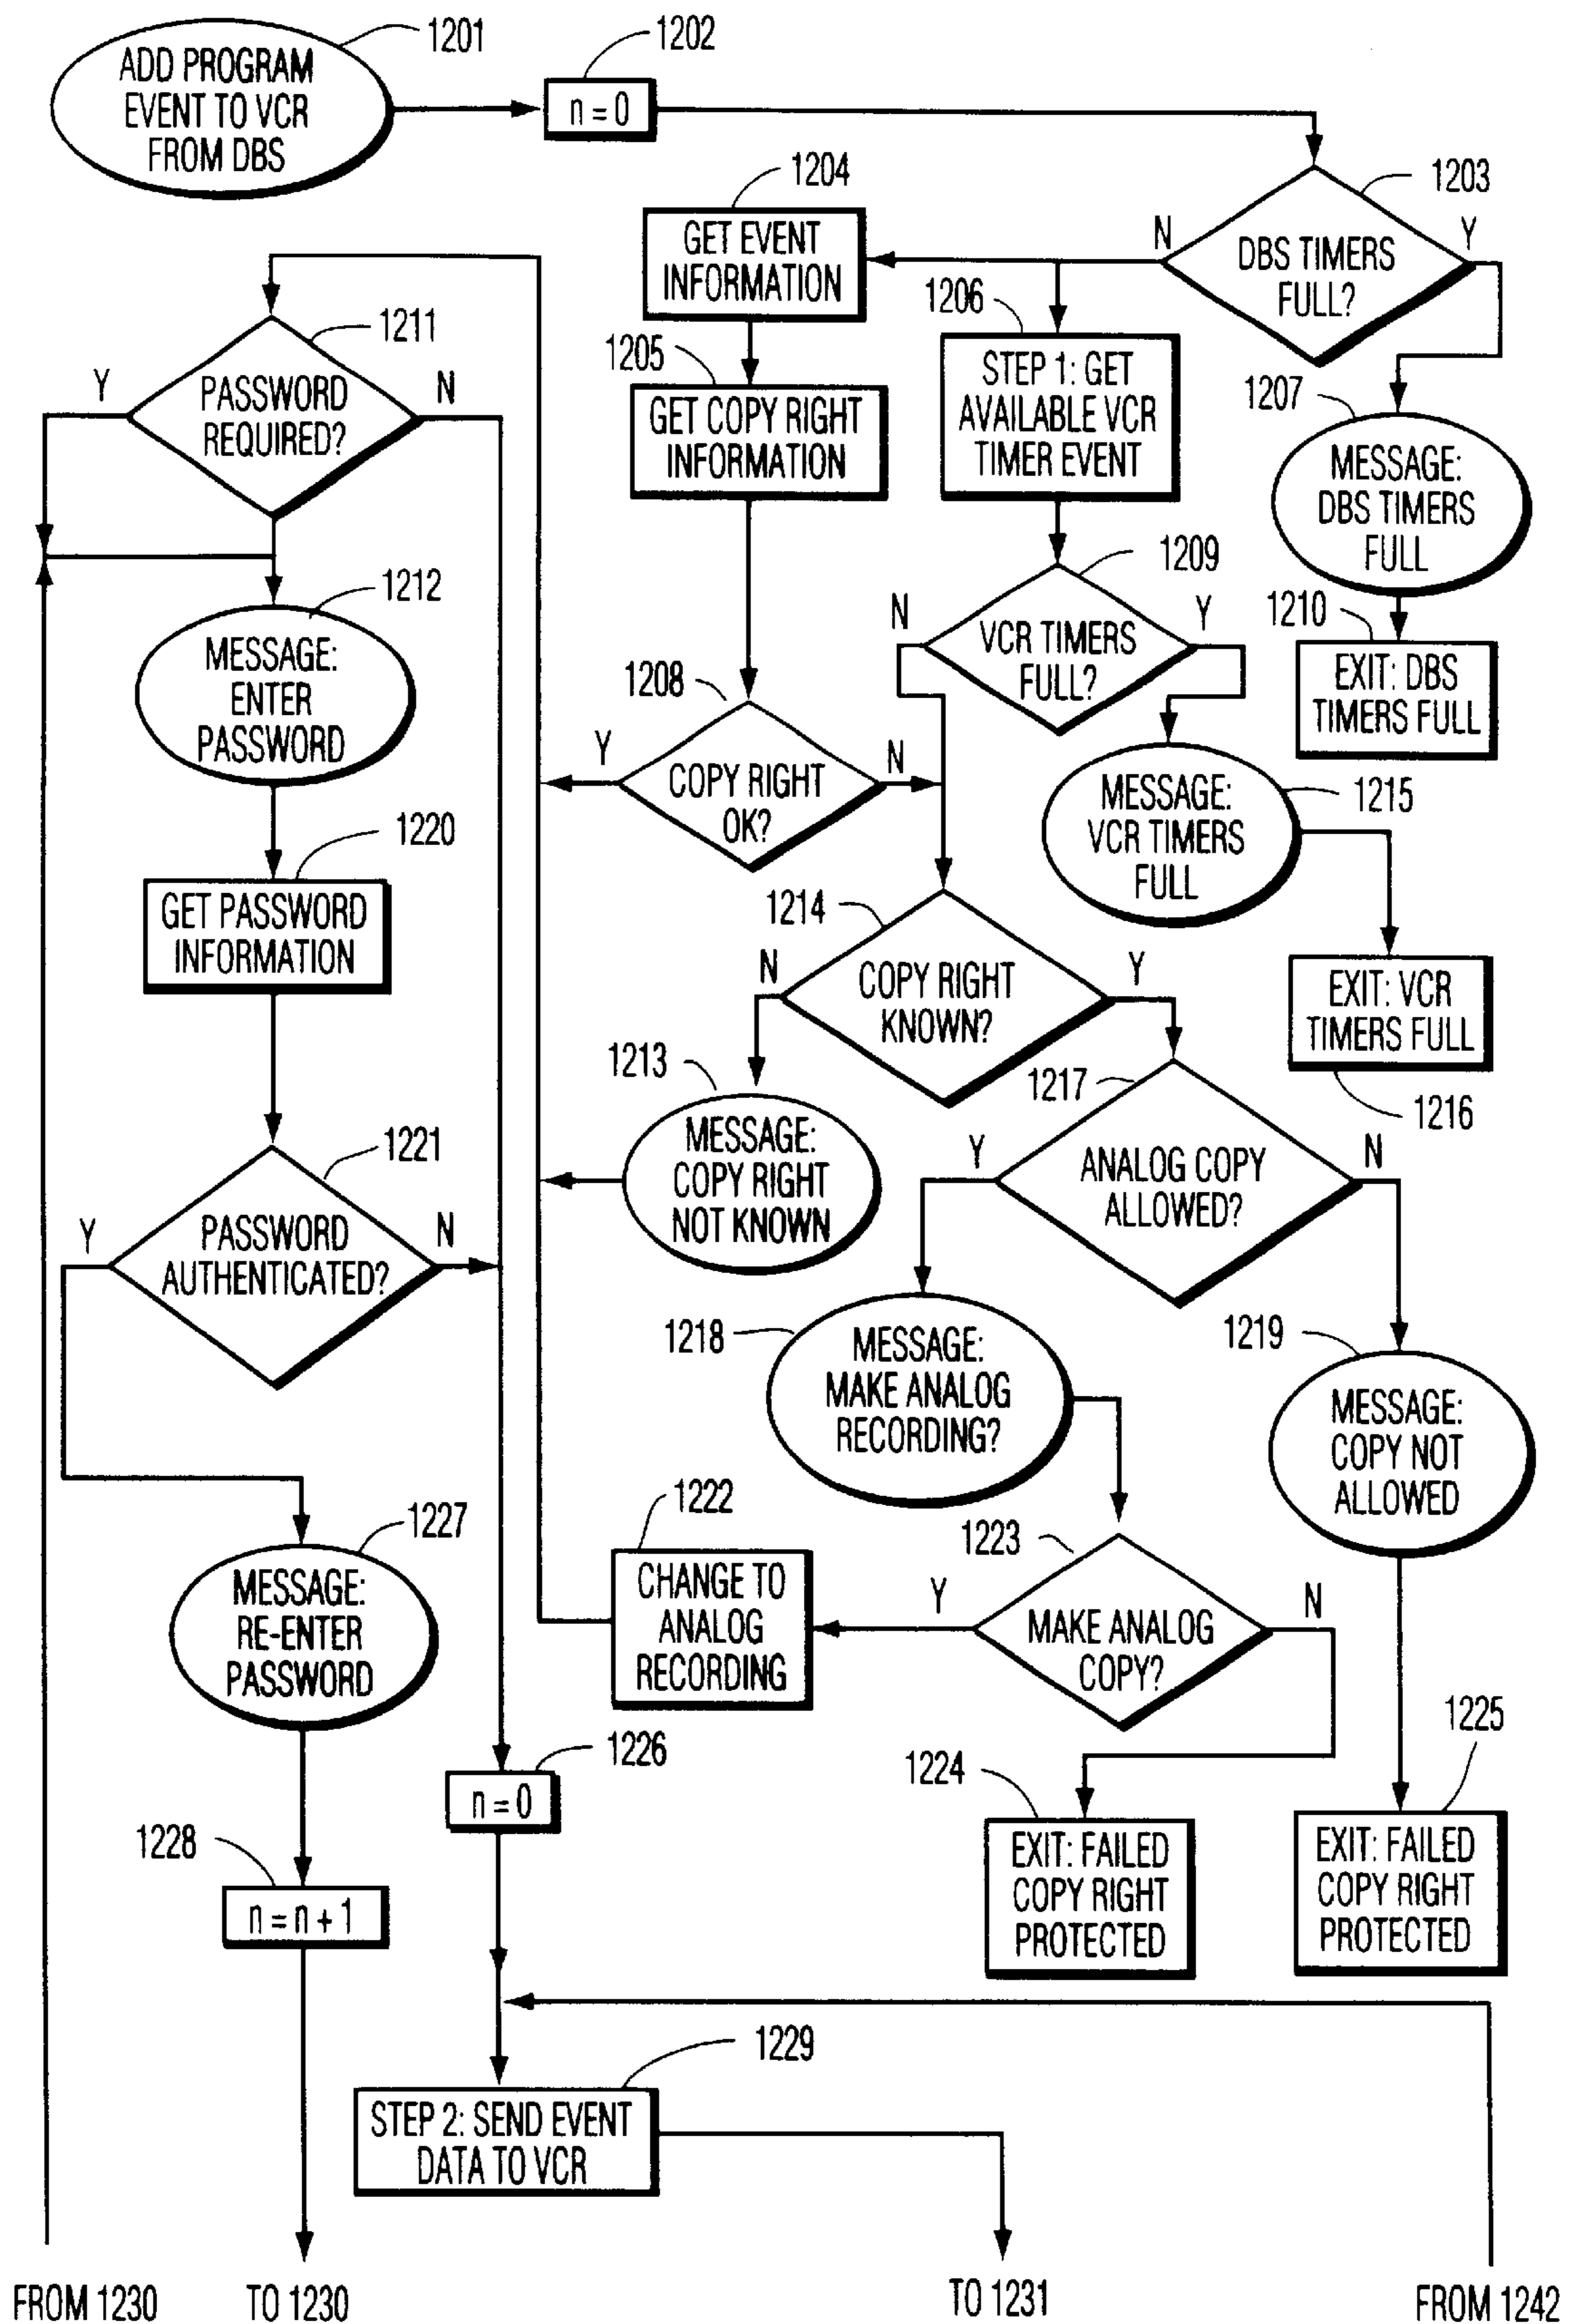 1201
ADD PROGRAM
EVENT TO VCR
FROM DBS
1202
n = 0
1203
N
Y
DBS TIMERS
FULL?
1204
GET EVENT
INFORMATION
1205
GET COPY RIGHT
INFORMATION
1206
STEP 1: GET
AVAILABLE VCR
TIMER EVENT
1207
MESSAGE:
DBS TIMERS
FULL
1210
EXIT: DBS
TIMERS FULL
1211
Y
N
PASSWORD
REQUIRED?
1209
N
Y
VCR TIMERS
FULL?
1212
MESSAGE:
ENTER
PASSWORD
1208
Y
N
COPY RIGHT
OK?
1215
MESSAGE:
VCR TIMERS
FULL
1220
GET PASSWORD
INFORMATION
1214
N
Y
COPY RIGHT
KNOWN?
EXIT: VCR
TIMERS FULL
1216
1213
MESSAGE:
COPY RIGHT
NOT KNOWN
1217
Y
N
ANALOG COPY
ALLOWED?
1221
Y
N
PASSWORD
AUTHENTICATED?
1218
MESSAGE:
MAKE ANALOG
RECORDING?
1219
MESSAGE:
COPY NOT
ALLOWED
1227
MESSAGE:
RE-ENTER
PASSWORD
1222
CHANGE TO
ANALOG
RECORDING
1223
Y
N
MAKE ANALOG
COPY?
1226
n = 0
1224
EXIT: FAILED
COPY RIGHT
PROTECTED
1225
EXIT: FAILED
COPY RIGHT
PROTECTED
1228
n = n + 1
1229
STEP 2: SEND EVENT
DATA TO VCR
FROM 1230
TO 1230
TO 1231
FROM 1242